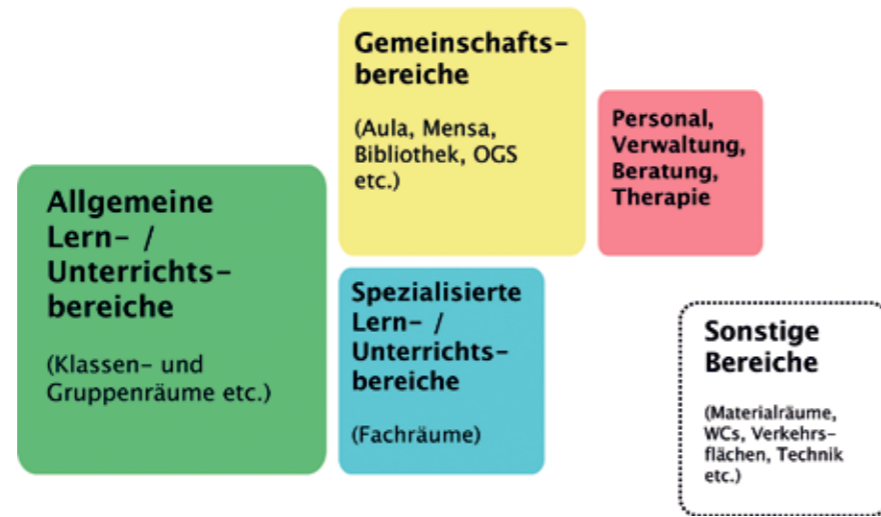 Gemeinschafts-
bereiche
(Aula, Mensa,
Bibliothek, OGS
etc.)
Personal,
Verwaltung,
Beratung,
Therapie
Allgemeine
Lern- /
Unterrichts-
bereiche
(Klassen- und
Gruppenräume etc.)
Spezialisierte
Lern- /
Unterrichts-
bereiche
(Fachräume)
Sonstige
Bereiche
(Materialräume,
WCs, Verkehrs-
flächen, Technik
etc.)